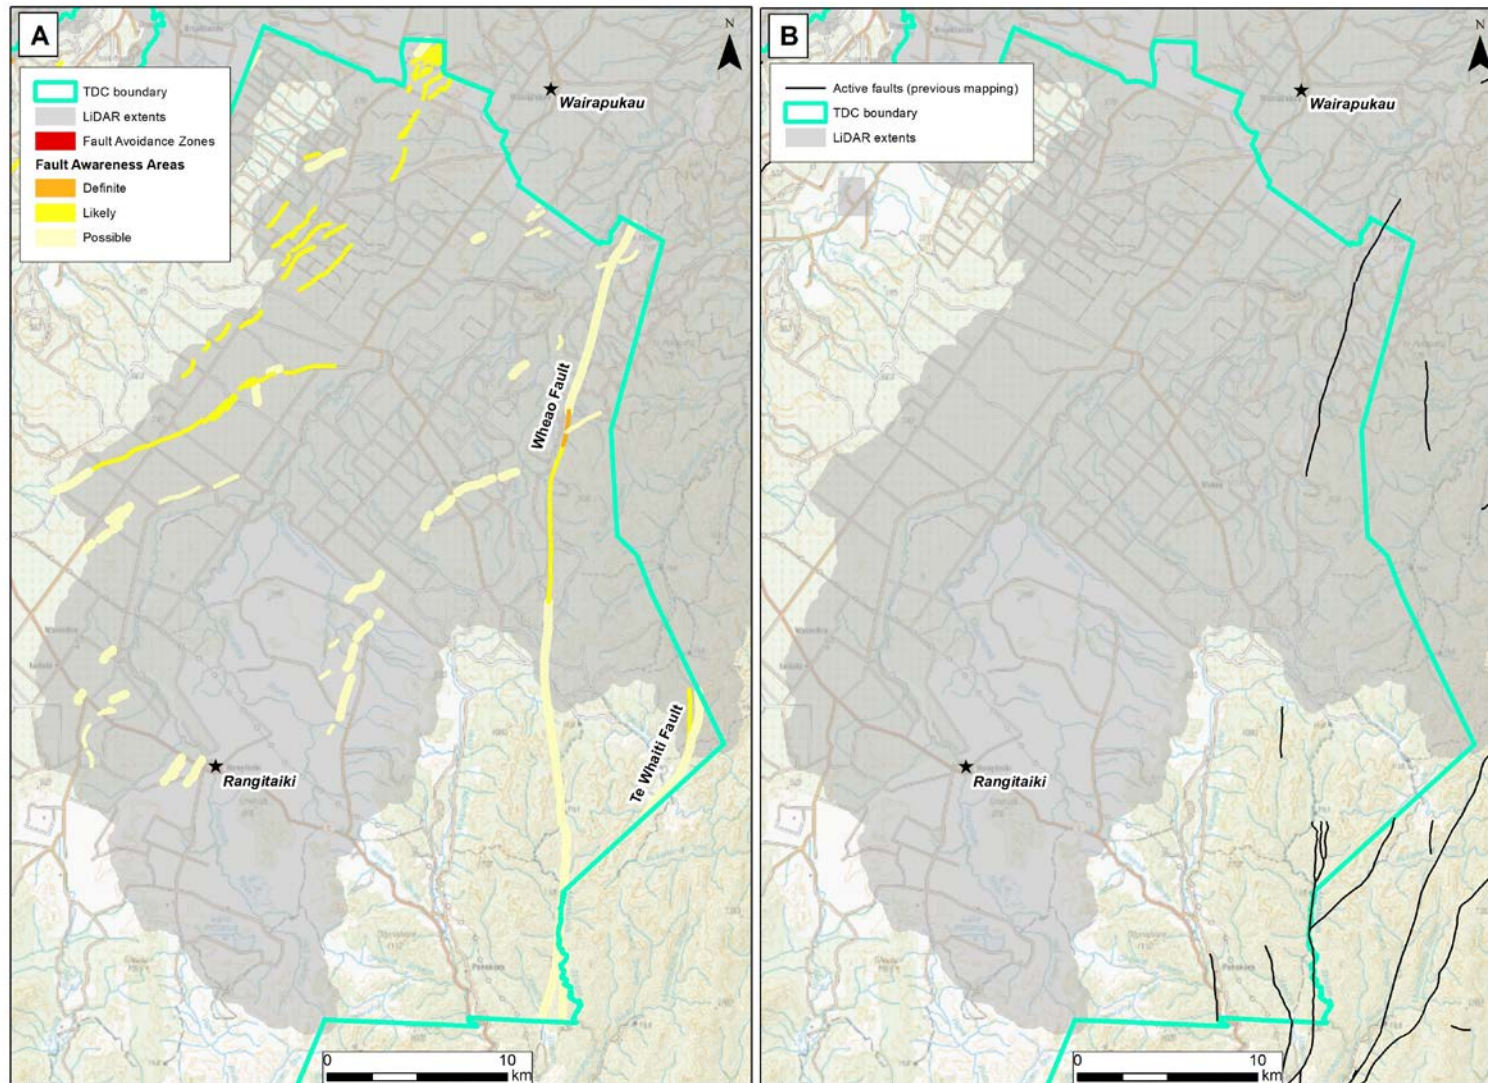 A
N
TDC boundary
LiDAR extents
Fault Avoidance Zones
Fault Awareness Areas
Definite
Likely
Possible
Wairapukau
Wheao Fault
Te Whaiti Fault
Rangitaiki
0 10
km
B
N
Active faults (previous mapping)
TDC boundary
LiDAR extents
Wairapukau
Rangitaiki
0 10
km